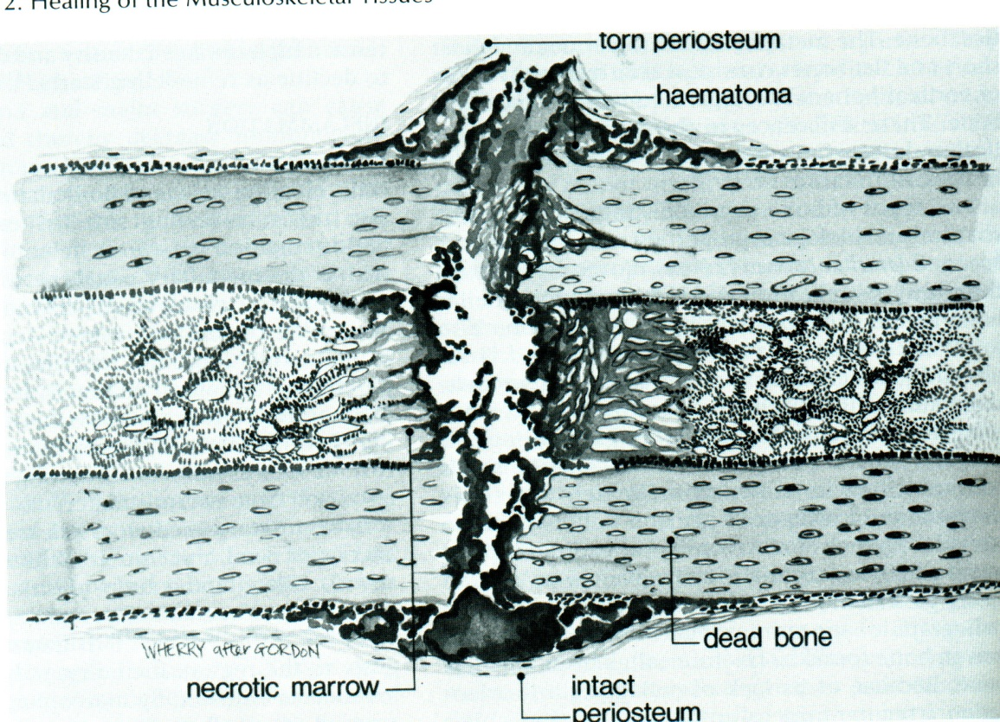 2. Healing of the Musculoskeletal Tissues
torn periosteum
haematoma
dead bone
WHERRY after GORDON
necrotic marrow
intact
periosteum